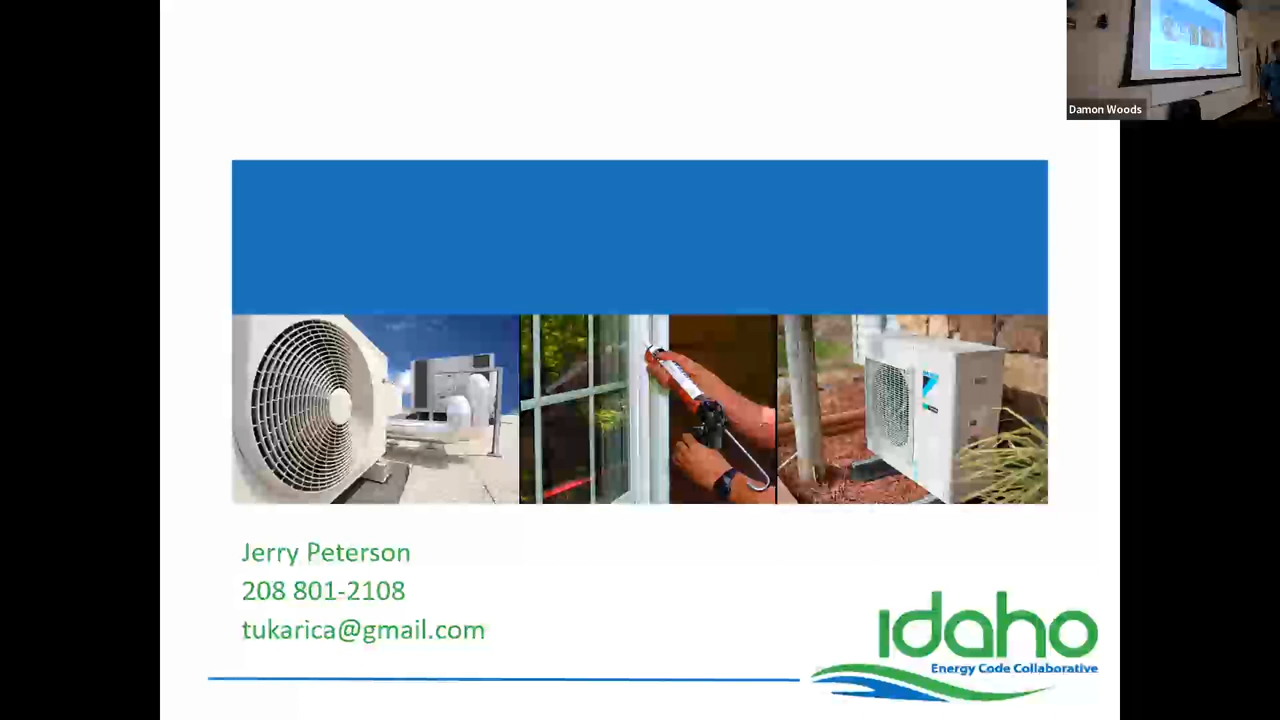 Damon Woods
Jerry Peterson
208 801-2108
tukarica@gmail.com
idaho
Energy Code Collaborative